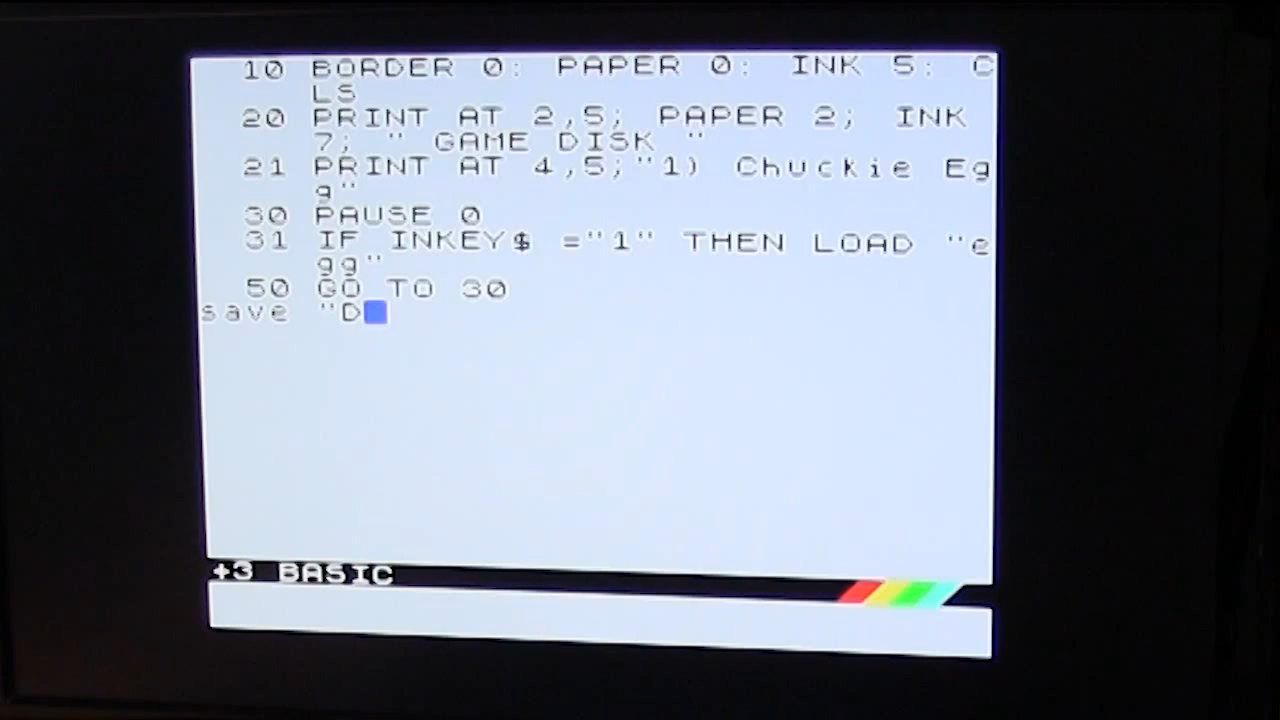 10 BORDER 0: PAPER 0: INK 5: C
LS
20 PRINT AT 2,5; PAPER 2; INK
7; " GAME DISK "
21 PRINT AT 4,5;"1) Chuckie Eg
g"
30 PAUSE 0
31 IF INKEY$ ="1" THEN LOAD "e
gg"
50 GO TO 30
save "D
+3 BASIC